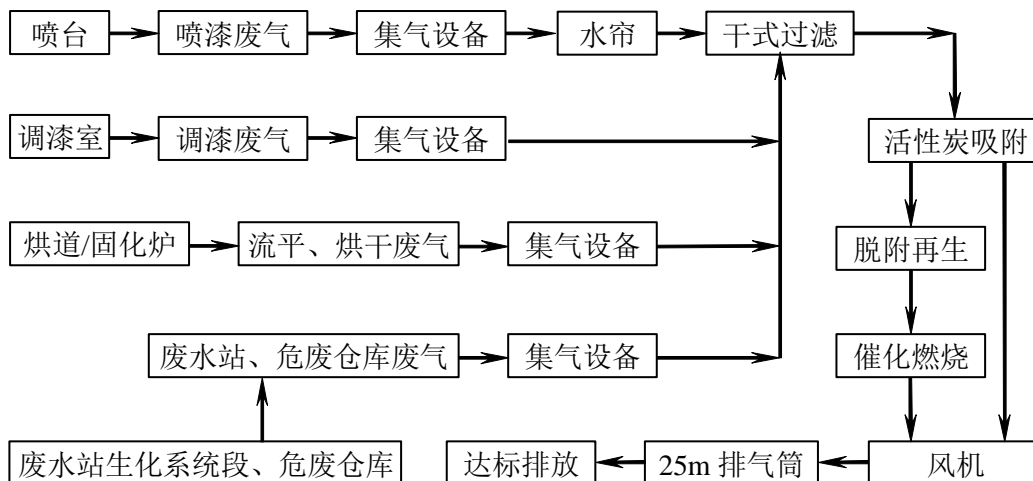 喷台
喷漆废气
集气设备
水帘
干式过滤
调漆室
调漆废气
集气设备
活性炭吸附
烘道/固化炉
流平、烘干废气
集气设备
脱附再生
废水站、危废仓库废气
集气设备
催化燃烧
废水站生化系统段、危废仓库
达标排放
25m 排气筒
风机